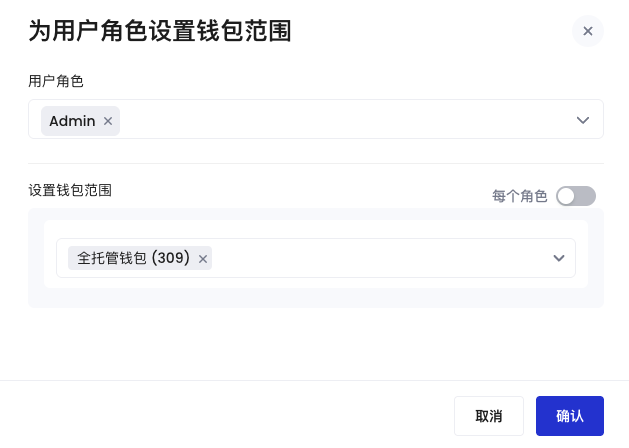 为用户角色设置钱包范围
用户角色
Admin
设置钱包范围
每个角色
全托管钱包 (309)
取消
确认